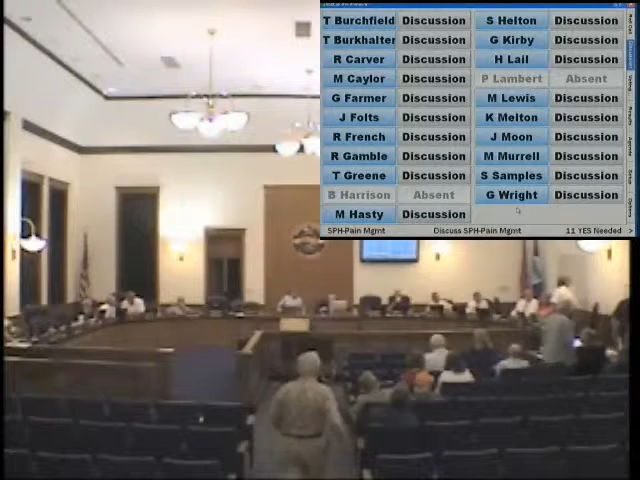 T Burchfield Discussion S Helton Discussion
T Burkhalter Discussion G Kirby Discussion
R Carver Discussion H Lail Discussion
M Caylor Discussion P Lambert Absent
G Farmer Discussion M Lewis Discussion
J Folts Discussion K Melton Discussion
R French Discussion J Moon Discussion
R Gamble Discussion M Murrell Discussion
T Greene Discussion S Samples Discussion
B Harrison Absent G Wright Discussion
M Hasty Discussion
SPH-Pain Mgmt Discuss SPH-Pain Mgmt 11 YES Needed >